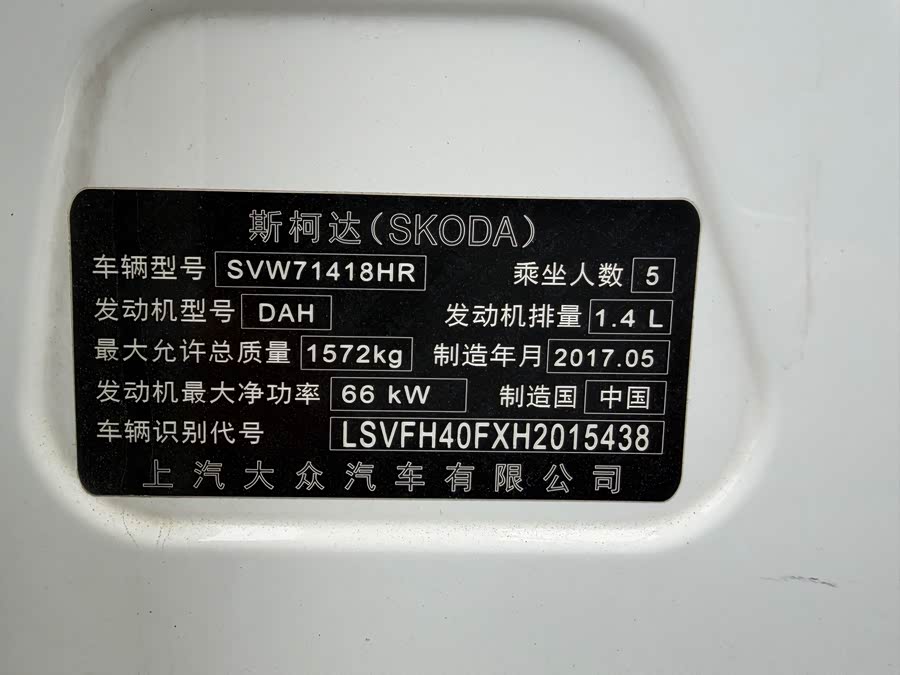 斯柯达(SKODA)
车辆型号 SVW71418HR 乘坐人数 5
发动机型号 DAH 发动机排量 1.4 L
最大允许总质量 1572kg 制造年月 2017.05
发动机最大净功率 66 kW 制造国 中国
车辆识别代号 LSVFH40FXH2015438
上汽大众汽车有限公司